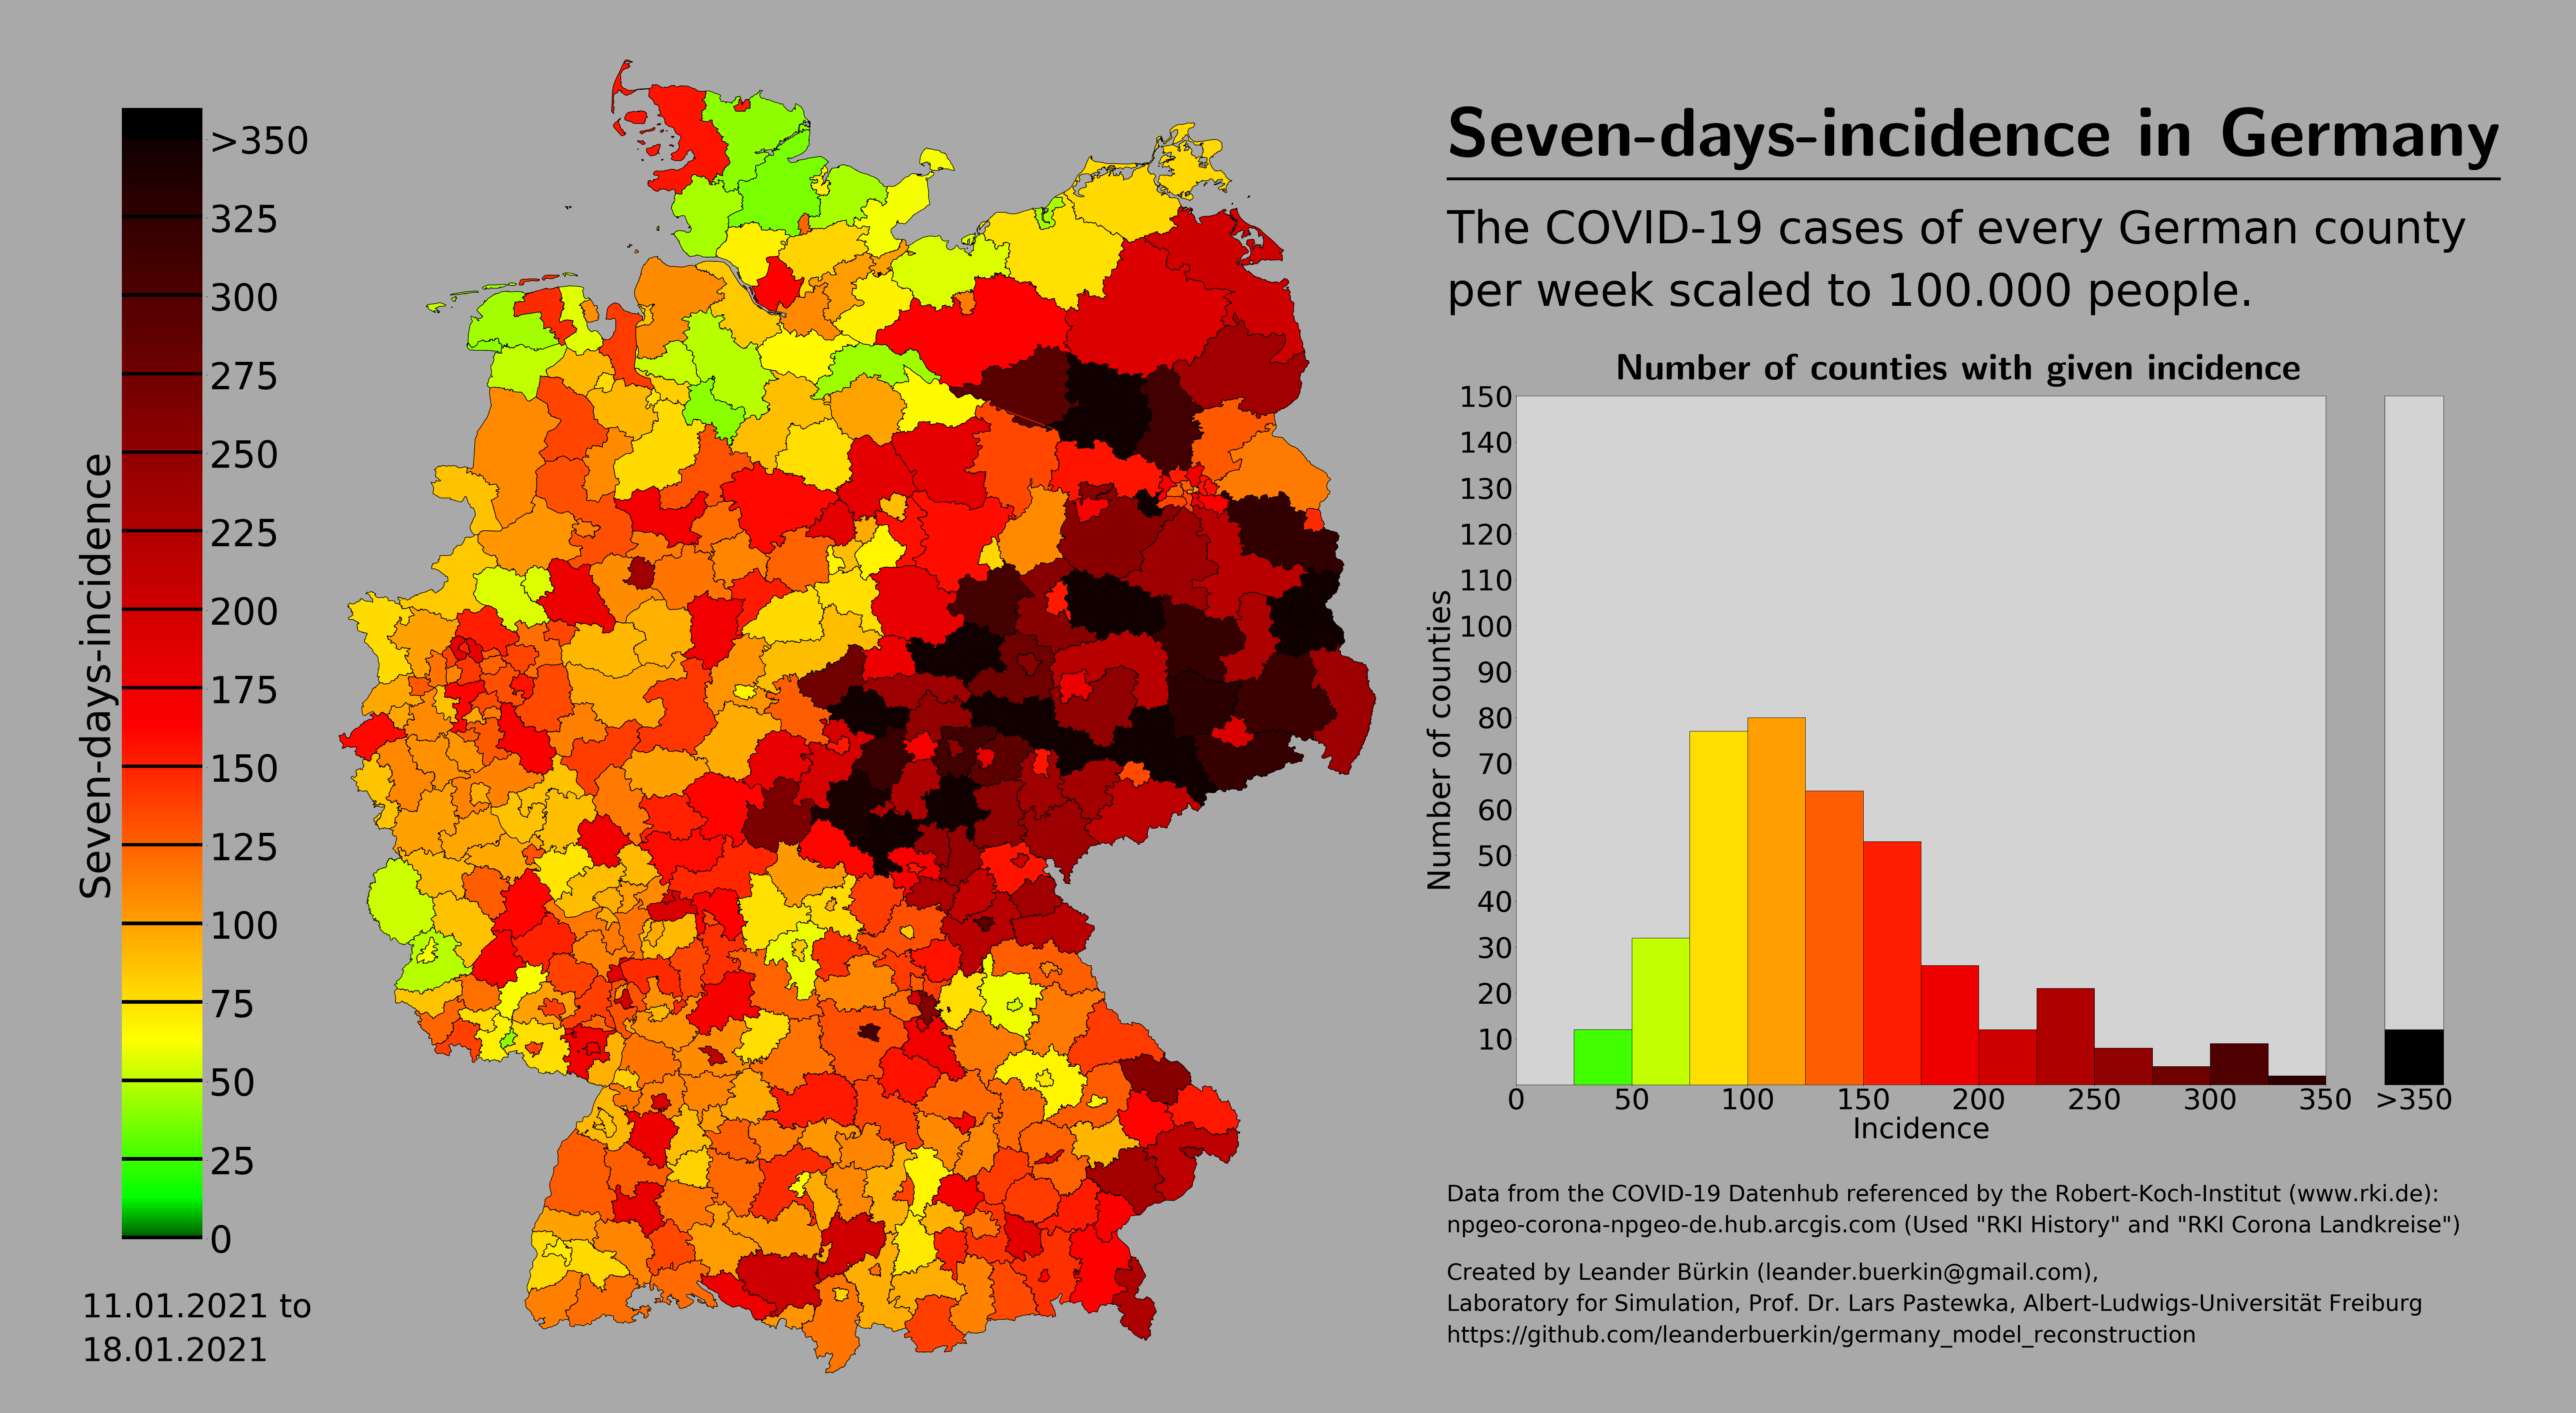 Seven-days-incidence in Germany
The COVID-19 cases of every German county
per week scaled to 100.000 people.
Seven-days-incidence
>350
325
300
275
250
225
200
175
150
125
100
75
50
25
0
11.01.2021 to
18.01.2021
Number of counties with given incidence
Number of counties
150
140
130
120
110
100
90
80
70
60
50
40
30
20
10
0 50 100 150 200 250 300 350 >350
Incidence
Data from the COVID-19 Datenhub referenced by the Robert-Koch-Institut (www.rki.de):
npgeo-corona-npgeo-de.hub.arcgis.com (Used "RKI History" and "RKI Corona Landkreise")
Created by Leander Bürkin (leander.buerkin@gmail.com),
Laboratory for Simulation, Prof. Dr. Lars Pastewka, Albert-Ludwigs-Universität Freiburg
https://github.com/leanderbuerkin/germany_model_reconstruction